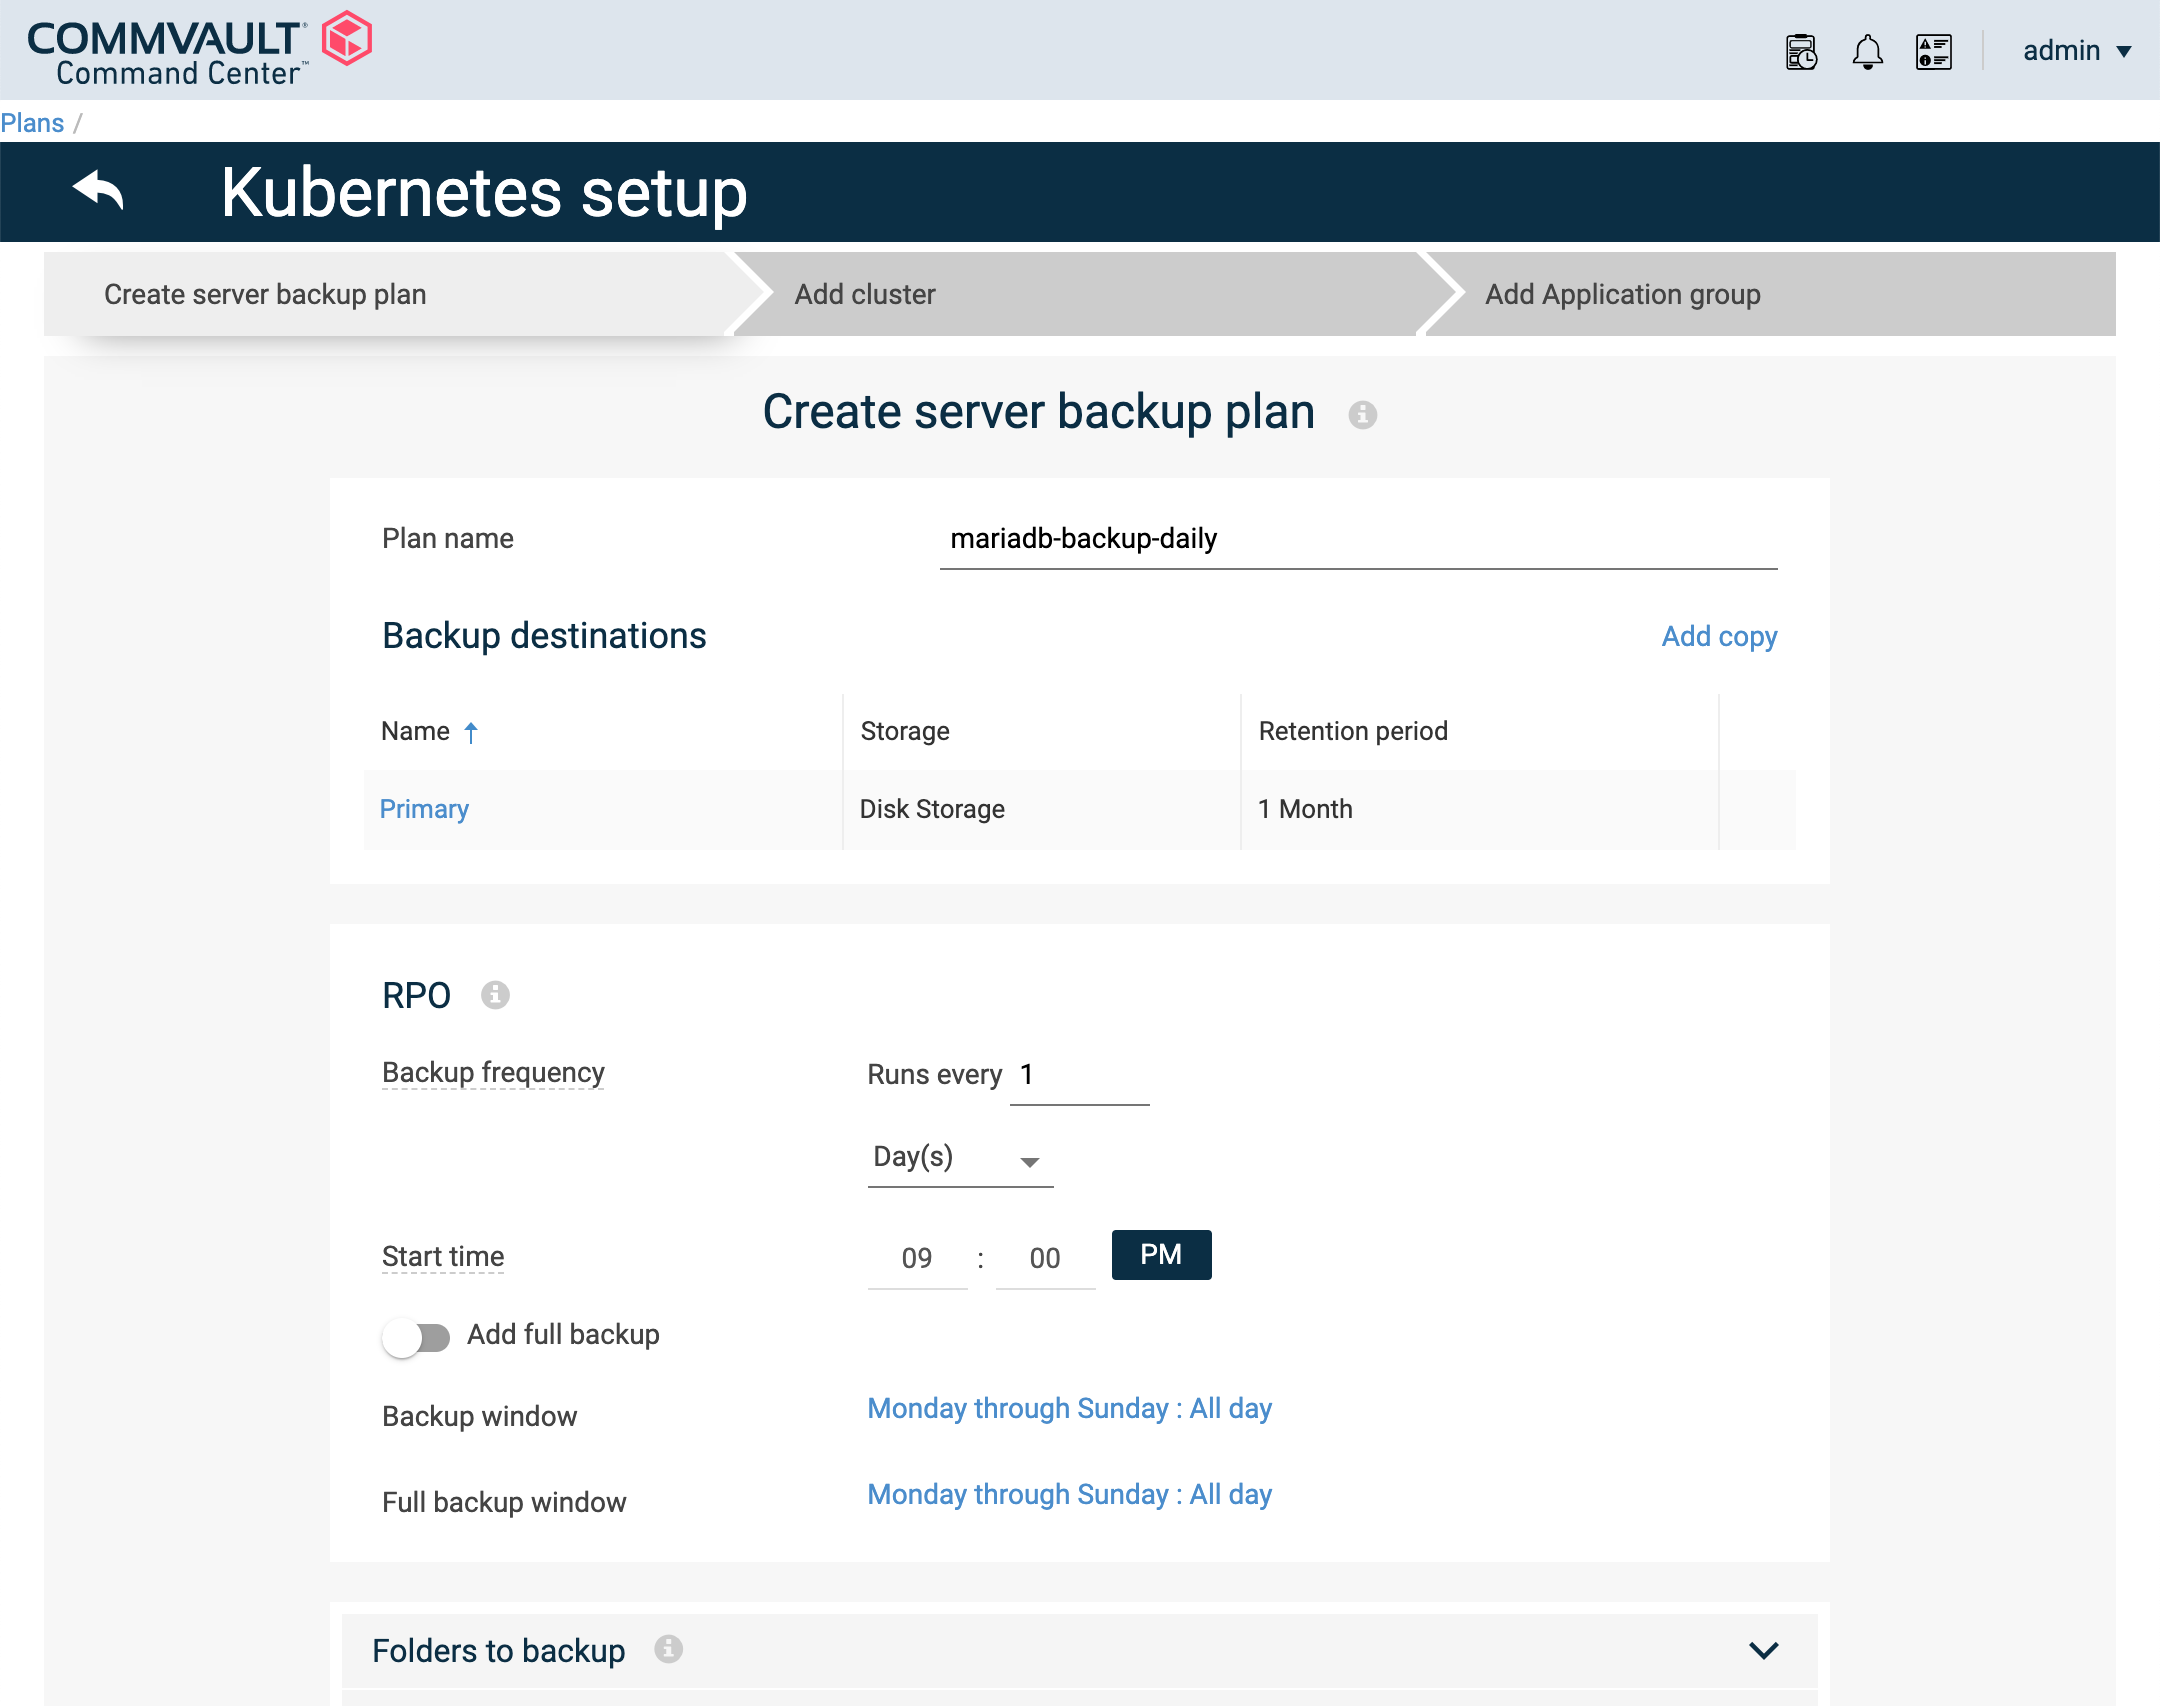 COMMVAULT®
Command Center™
admin
Plans /
Kubernetes setup
Create server backup plan
Add cluster
Add Application group
Create server backup plan
Plan name
mariadb-backup-daily
Backup destinations
Add copy
Name ↑ Storage Retention period
Primary Disk Storage 1 Month
RPO
Backup frequency
Runs every 1
Day(s)
Start time
09 : 00 PM
Add full backup
Backup window
Monday through Sunday : All day
Full backup window
Monday through Sunday : All day
Folders to backup